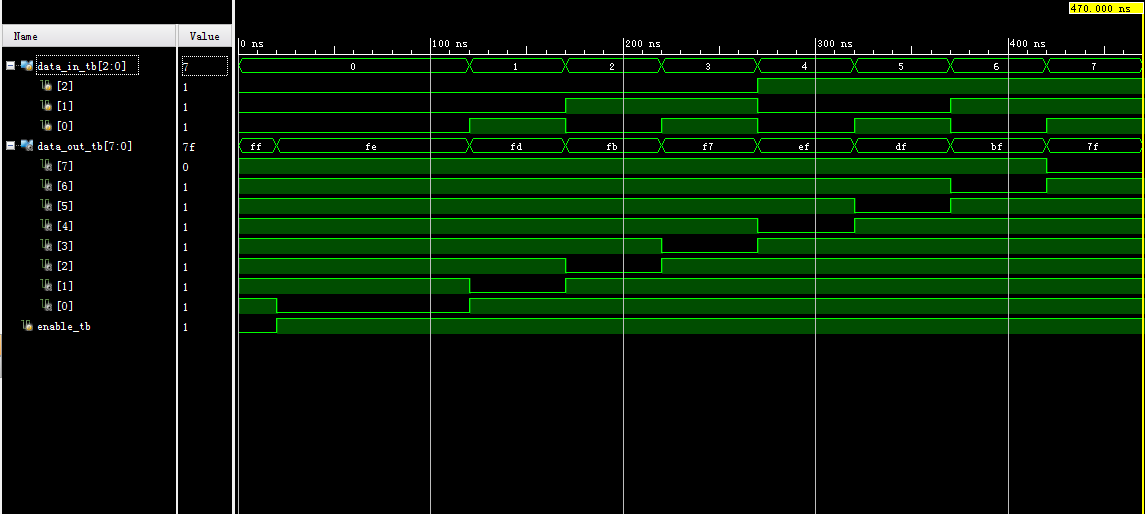 470.000 ns
Name Value
0 ns 100 ns 200 ns 300 ns 400 ns
data_in_tb[2:0] 7 0 1 2 3 4 5 6 7
[2] 1
[1] 1
[0] 1
data_out_tb[7:0] 7f ff fe fd fb f7 ef df bf 7f
[7] 0
[6] 1
[5] 1
[4] 1
[3] 1
[2] 1
[1] 1
[0] 1
enable_tb 1